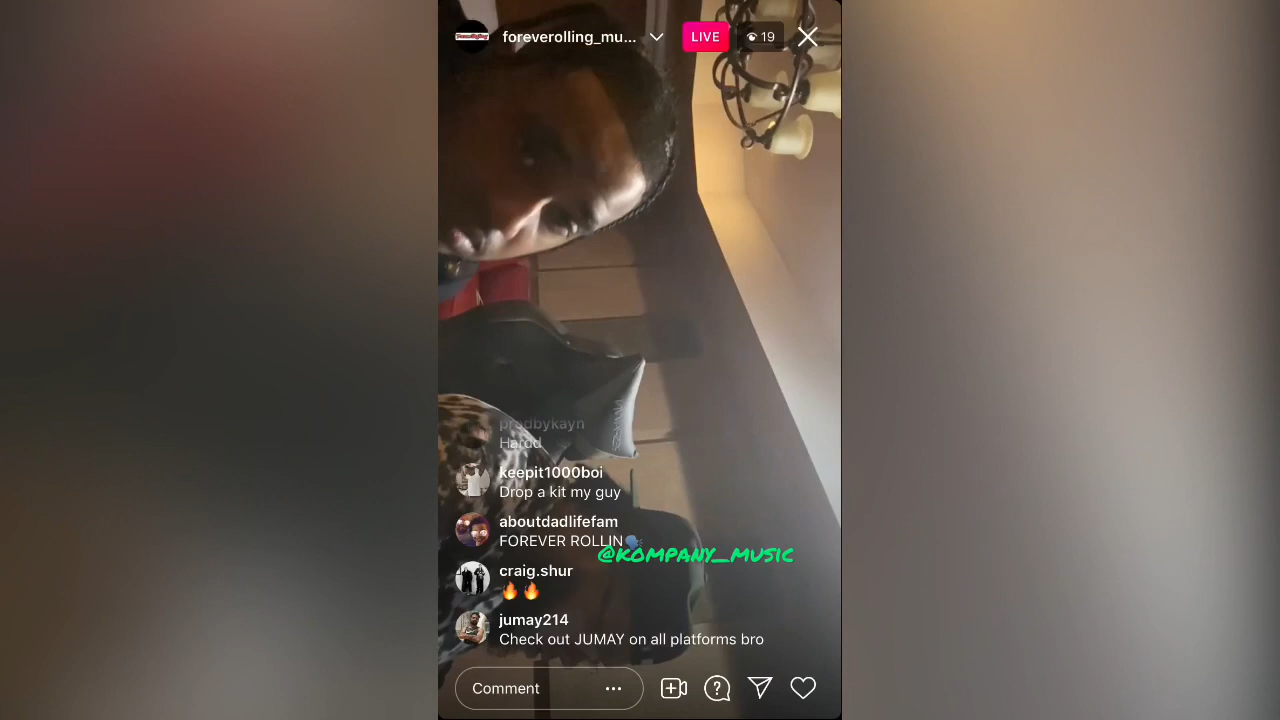 foreverolling_mu...
LIVE
19
prodbykayn
Hardd
keepit1000boi
Drop a kit my guy
aboutdadlifefam
FOREVER ROLLIN🗣
@KOMPANY_MUSIC
craig.shur
🔥🔥
jumay214
Check out JUMAY on all platforms bro
Comment